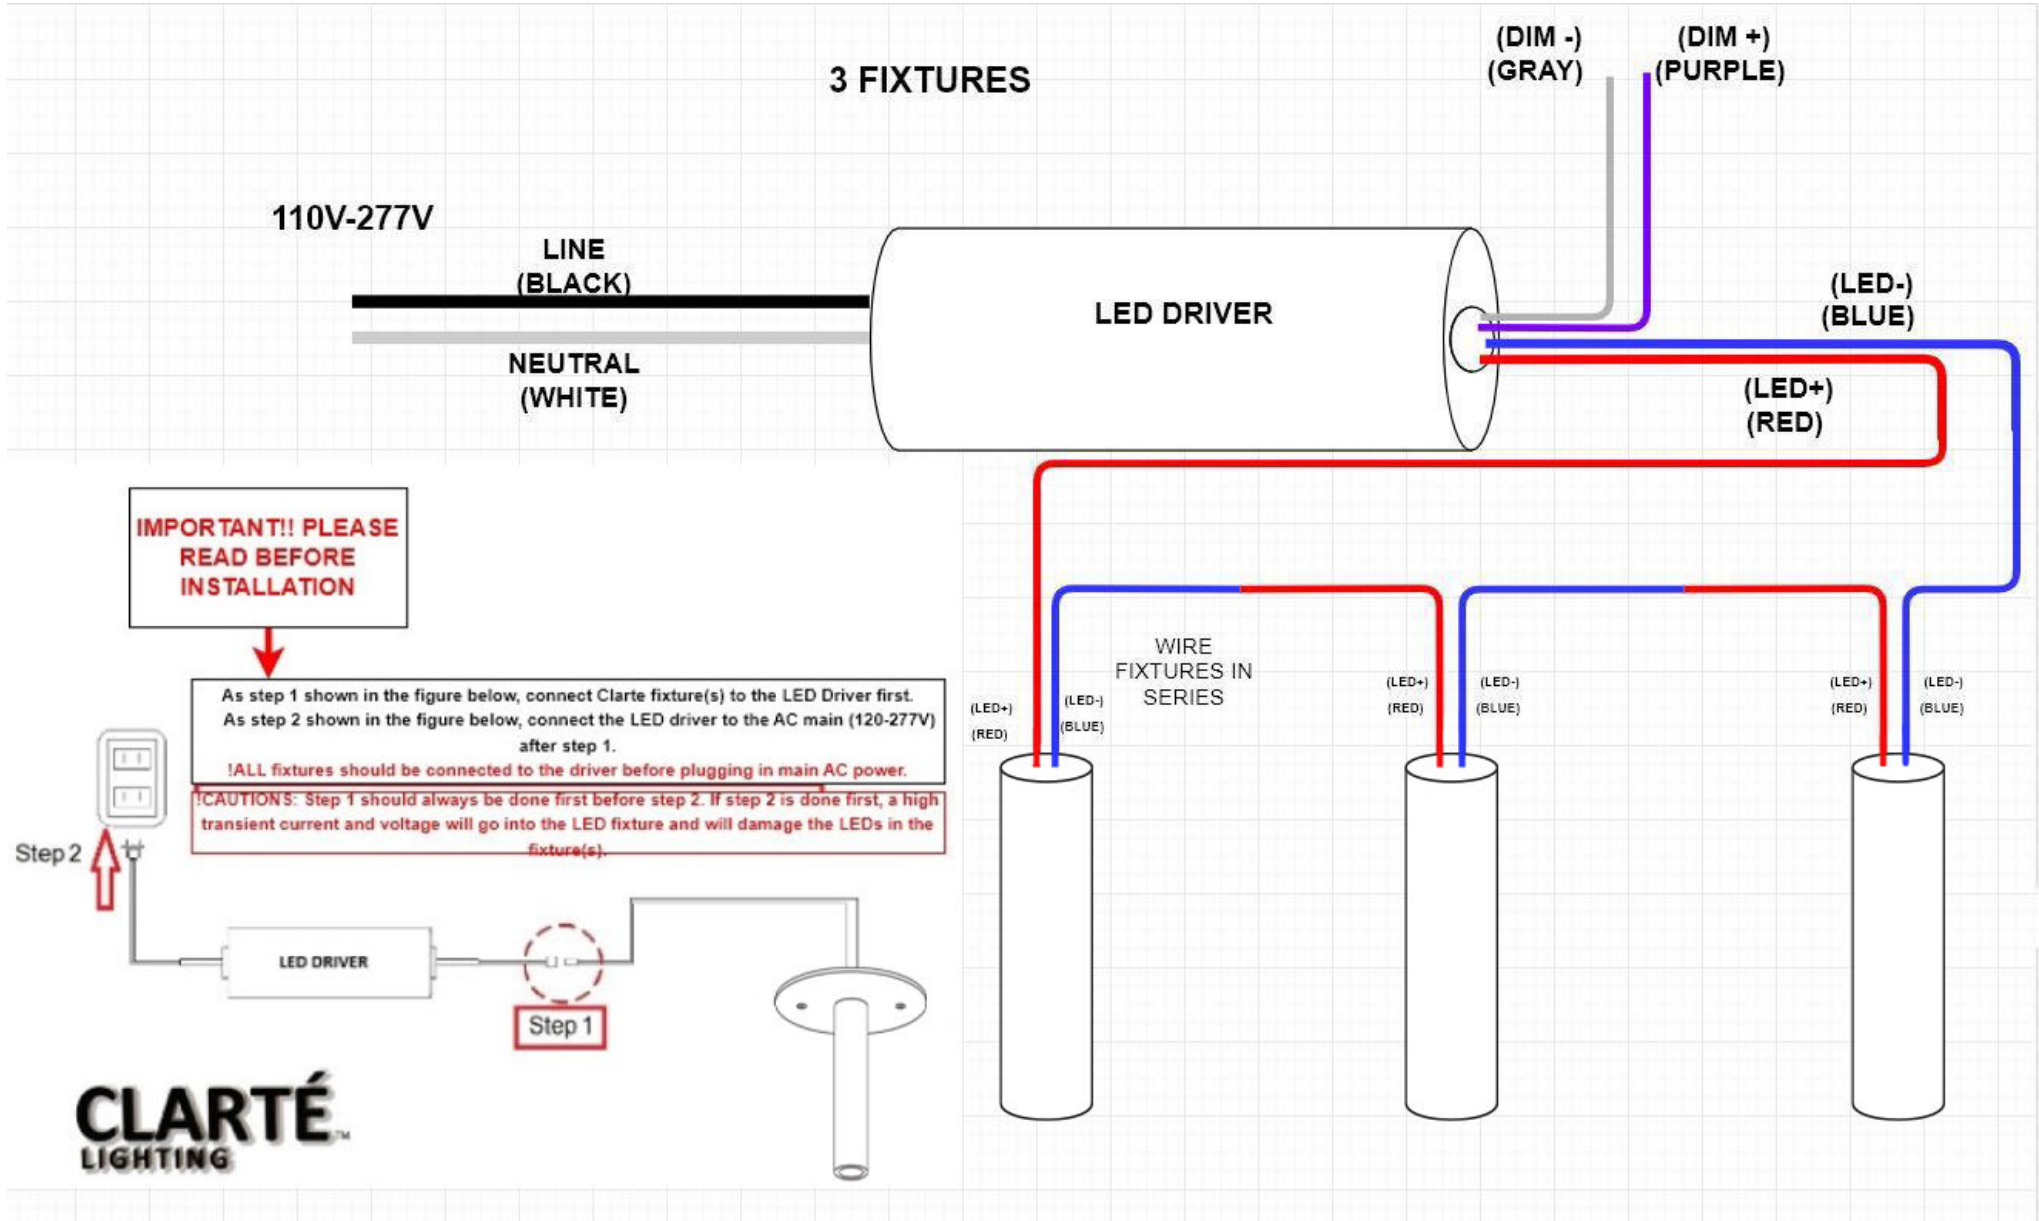 3 FIXTURES
(DIM -)
(GRAY)
(DIM +)
(PURPLE)
110V-277V
LINE
(BLACK)
NEUTRAL
(WHITE)
LED DRIVER
(LED-)
(BLUE)
(LED+)
(RED)
IMPORTANT!! PLEASE
READ BEFORE
INSTALLATION
As step 1 shown in the figure below, connect Clarte fixture(s) to the LED Driver first.
As step 2 shown in the figure below, connect the LED driver to the AC main (120-277V)
after step 1.
!ALL fixtures should be connected to the driver before plugging in main AC power.
!CAUTIONS: Step 1 should always be done first before step 2. If step 2 is done first, a high
transient current and voltage will go into the LED fixture and will damage the LEDs in the
fixture(s).
Step 2
LED DRIVER
Step 1
CLARTÉ
TM
LIGHTING
WIRE
FIXTURES IN
SERIES
(LED+)
(RED)
(LED-)
(BLUE)
(LED+)
(RED)
(LED-)
(BLUE)
(LED+)
(RED)
(LED-)
(BLUE)